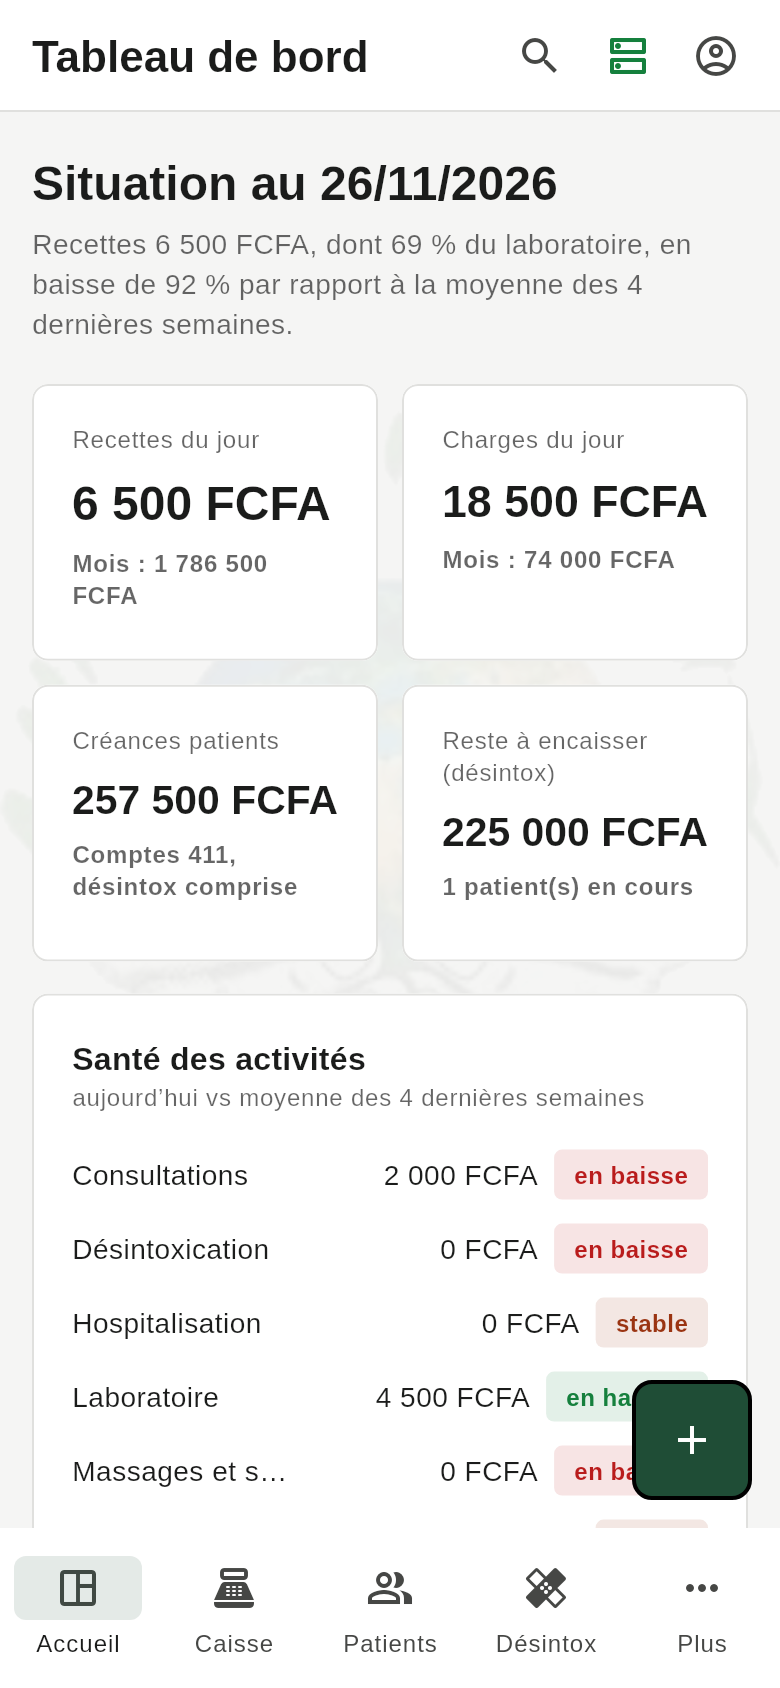 Tableau de bord
Situation au 26/11/2026
Recettes 6 500 FCFA, dont 69 % du laboratoire, en
baisse de 92 % par rapport à la moyenne des 4
dernières semaines.
Recettes du jour
6 500 FCFA
Mois : 1 786 500
FCFA
Charges du jour
18 500 FCFA
Mois : 74 000 FCFA
Créances patients
257 500 FCFA
Comptes 411,
désintox comprise
Reste à encaisser
(désintox)
225 000 FCFA
1 patient(s) en cours
Santé des activités
aujourd’hui vs moyenne des 4 dernières semaines
Consultations 2 000 FCFA en baisse
Désintoxication 0 FCFA en baisse
Hospitalisation 0 FCFA stable
Laboratoire 4 500 FCFA en ha
Massages et s… 0 FCFA en ba
Accueil Caisse Patients Désintox Plus